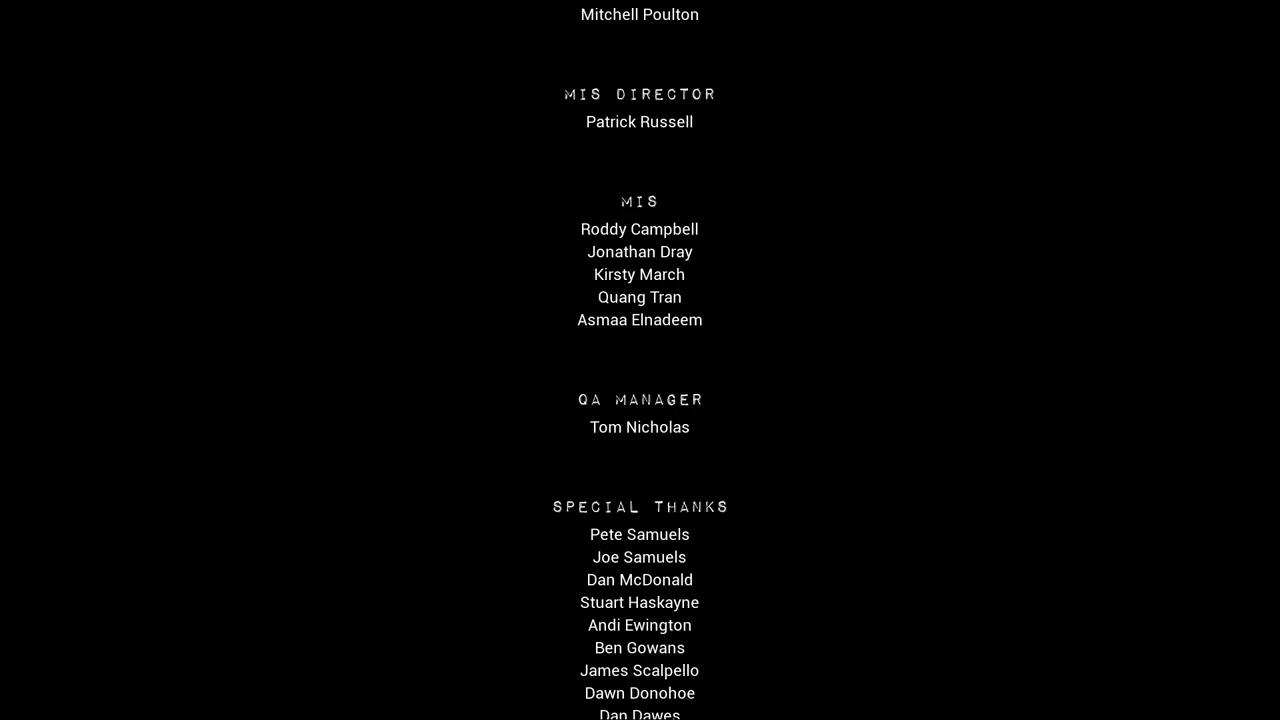 Mitchell Poulton
MIS DIRECTOR
Patrick Russell
MIS
Roddy Campbell
Jonathan Dray
Kirsty March
Quang Tran
Asmaa Elnadeem
QA MANAGER
Tom Nicholas
SPECIAL THANKS
Pete Samuels
Joe Samuels
Dan McDonald
Stuart Haskayne
Andi Ewington
Ben Gowans
James Scalpello
Dawn Donohoe
Dan Dawes